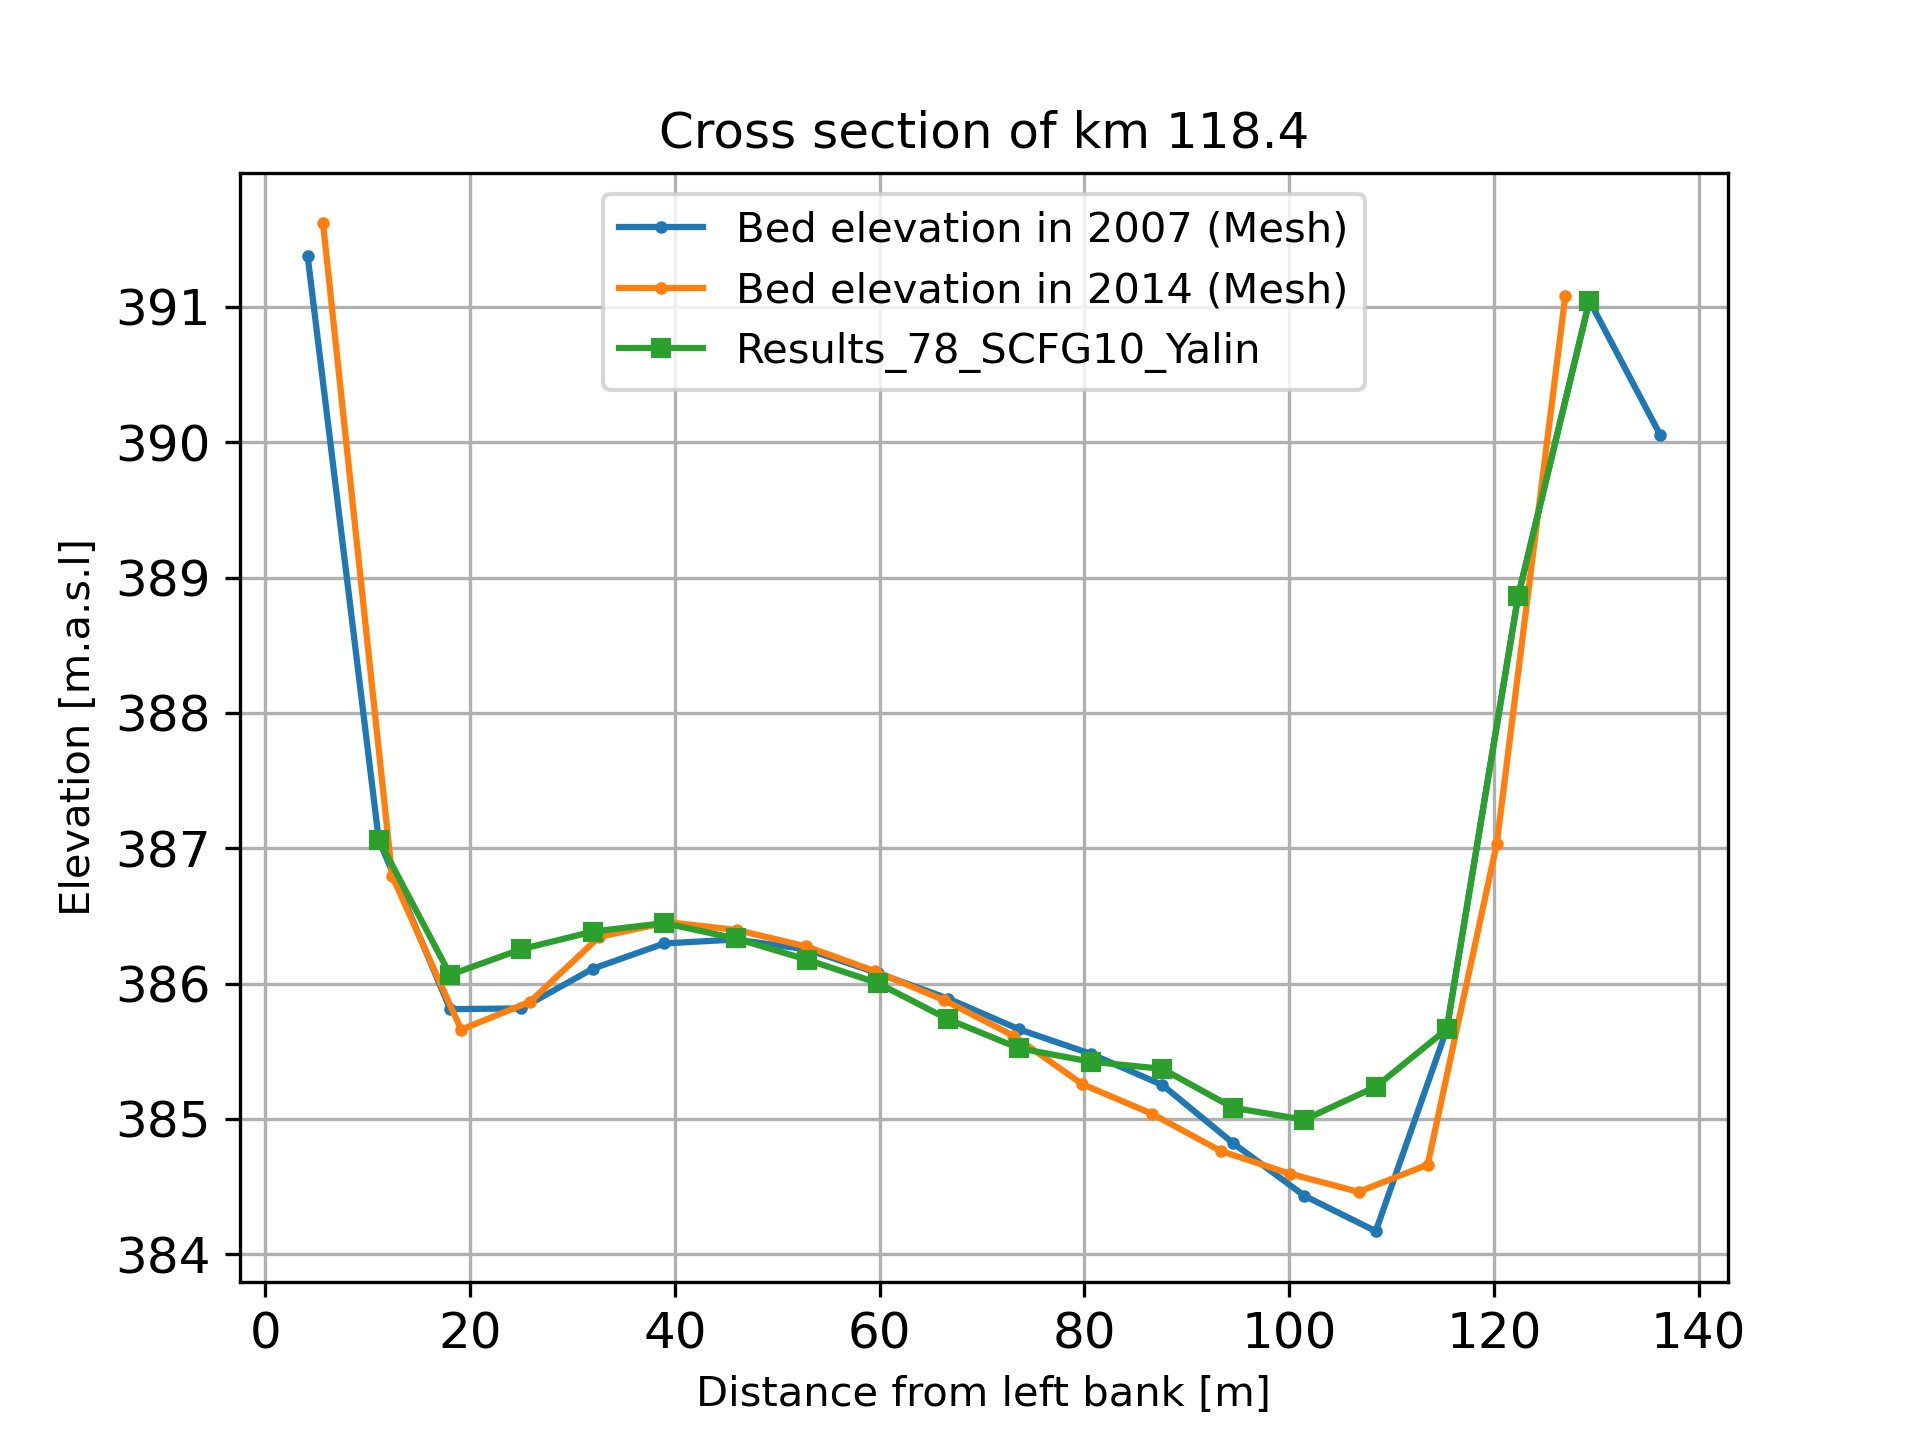 Cross section of km 118.4
Bed elevation in 2007 (Mesh)
Bed elevation in 2014 (Mesh)
Results_78_SCFG10_Yalin
Elevation [m.a.s.l]
391
390
389
388
387
386
385
384
0 20 40 60 80 100 120 140
Distance from left bank [m]